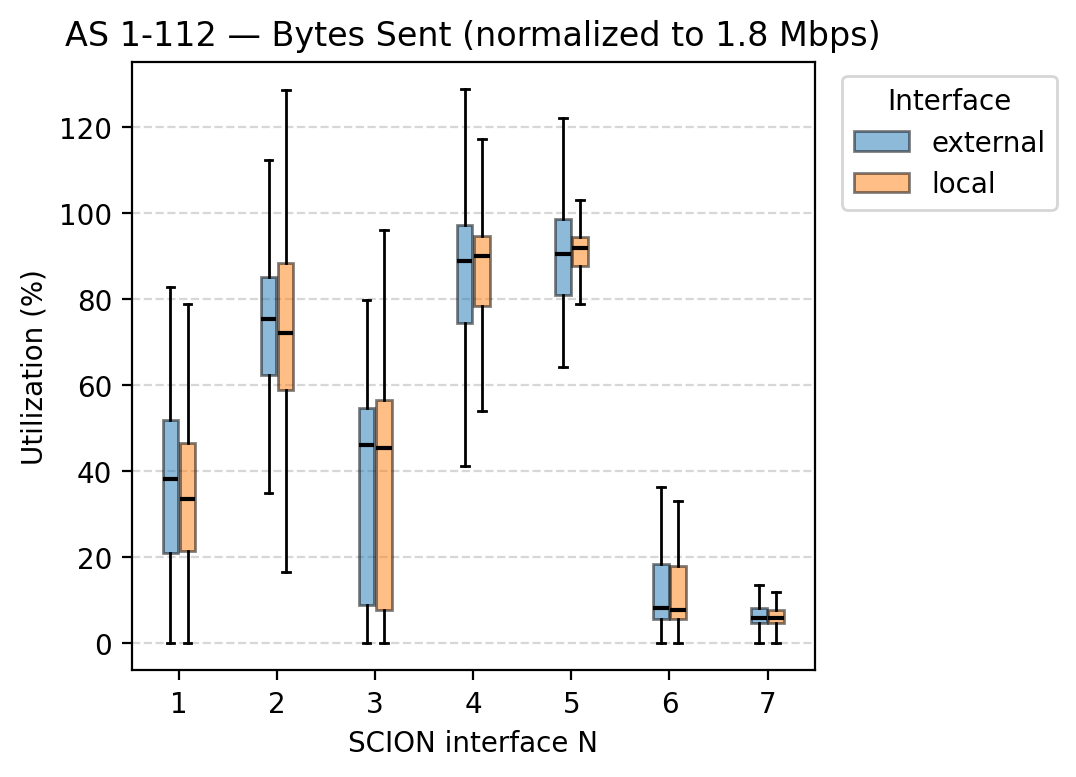 AS 1-112 — Bytes Sent (normalized to 1.8 Mbps)
Interface
external
local
Utilization (%)
120
100
80
60
40
20
0
1 2 3 4 5 6 7
SCION interface N